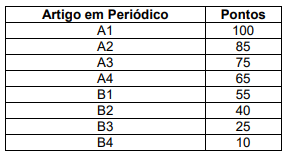 Artigo em Periódico Pontos
A1 100
A2 85
A3 75
A4 65
B1 55
B2 40
B3 25
B4 10